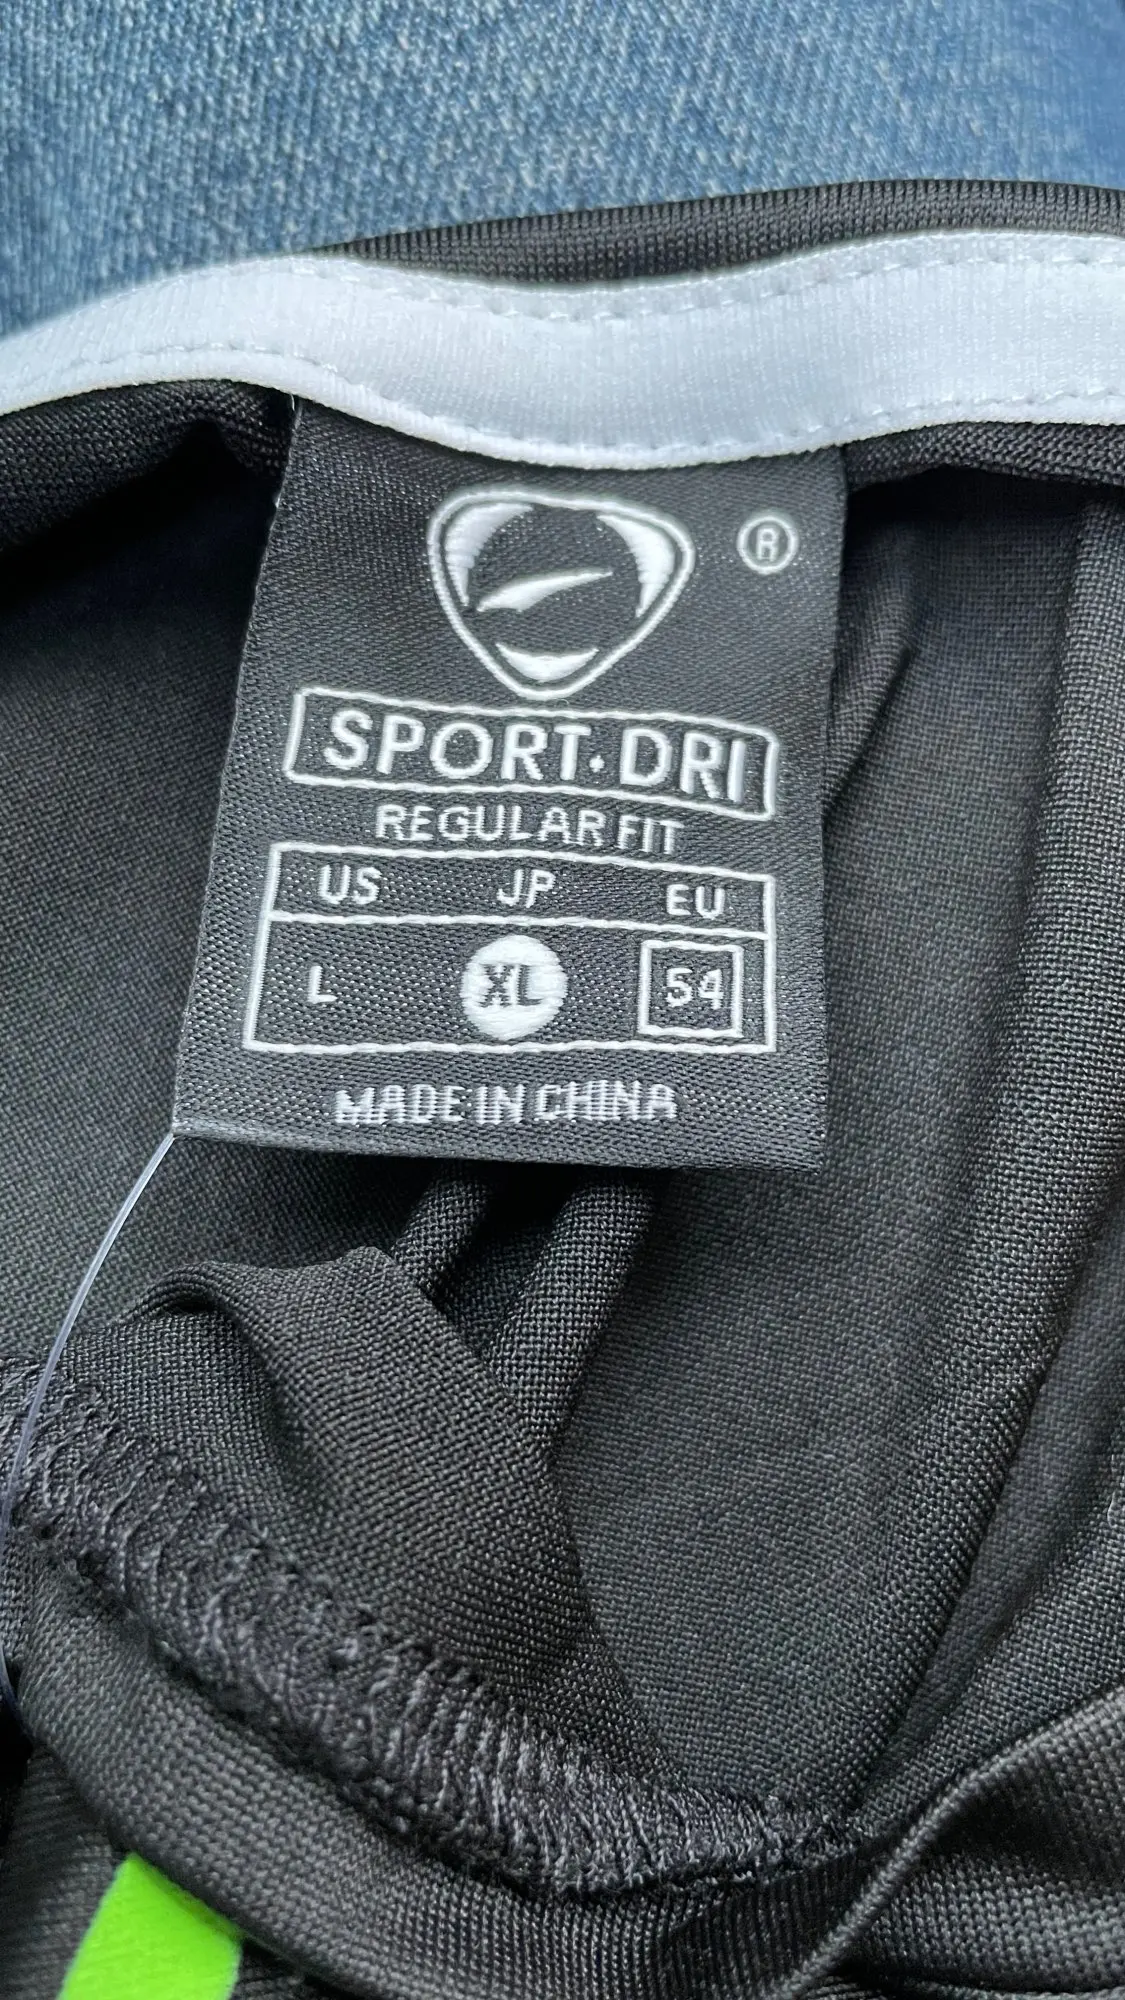 ®
SPORT·DRI
REGULAR FIT
US JP EU
L XL 54
MADE IN CHINA